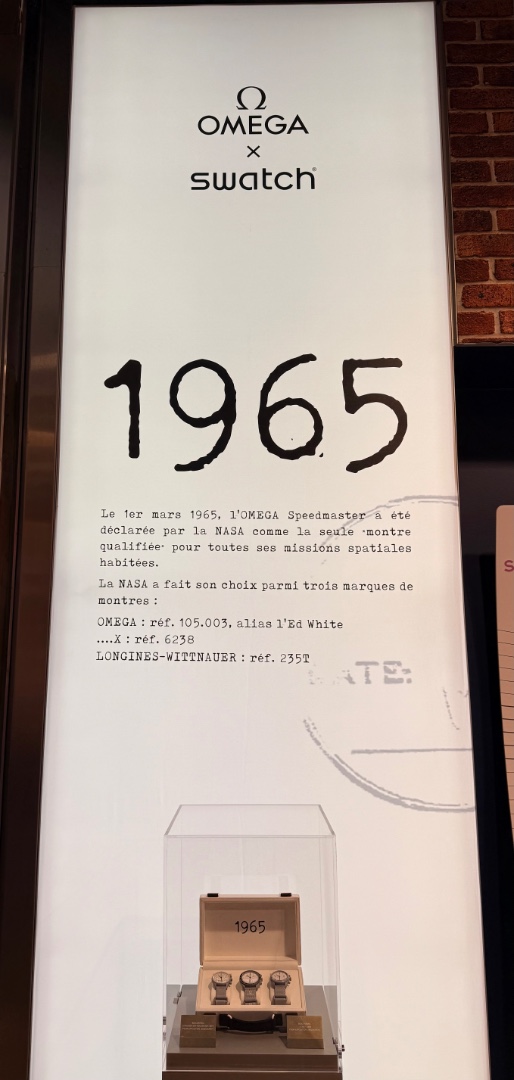 Ω
OMEGA
×
swatch®
1965
Le 1er mars 1965, l'OMEGA Speedmaster a été
déclarée par la NASA comme la seule «montre
qualifiée» pour toutes ses missions spatiales
habitées.
La NASA a fait son choix parmi trois marques de
montres :
OMEGA : réf. 105.003, alias l'Ed White
....X : réf. 6238
LONGINES-WITTNAUER : réf. 235T
ATE:
S
1965